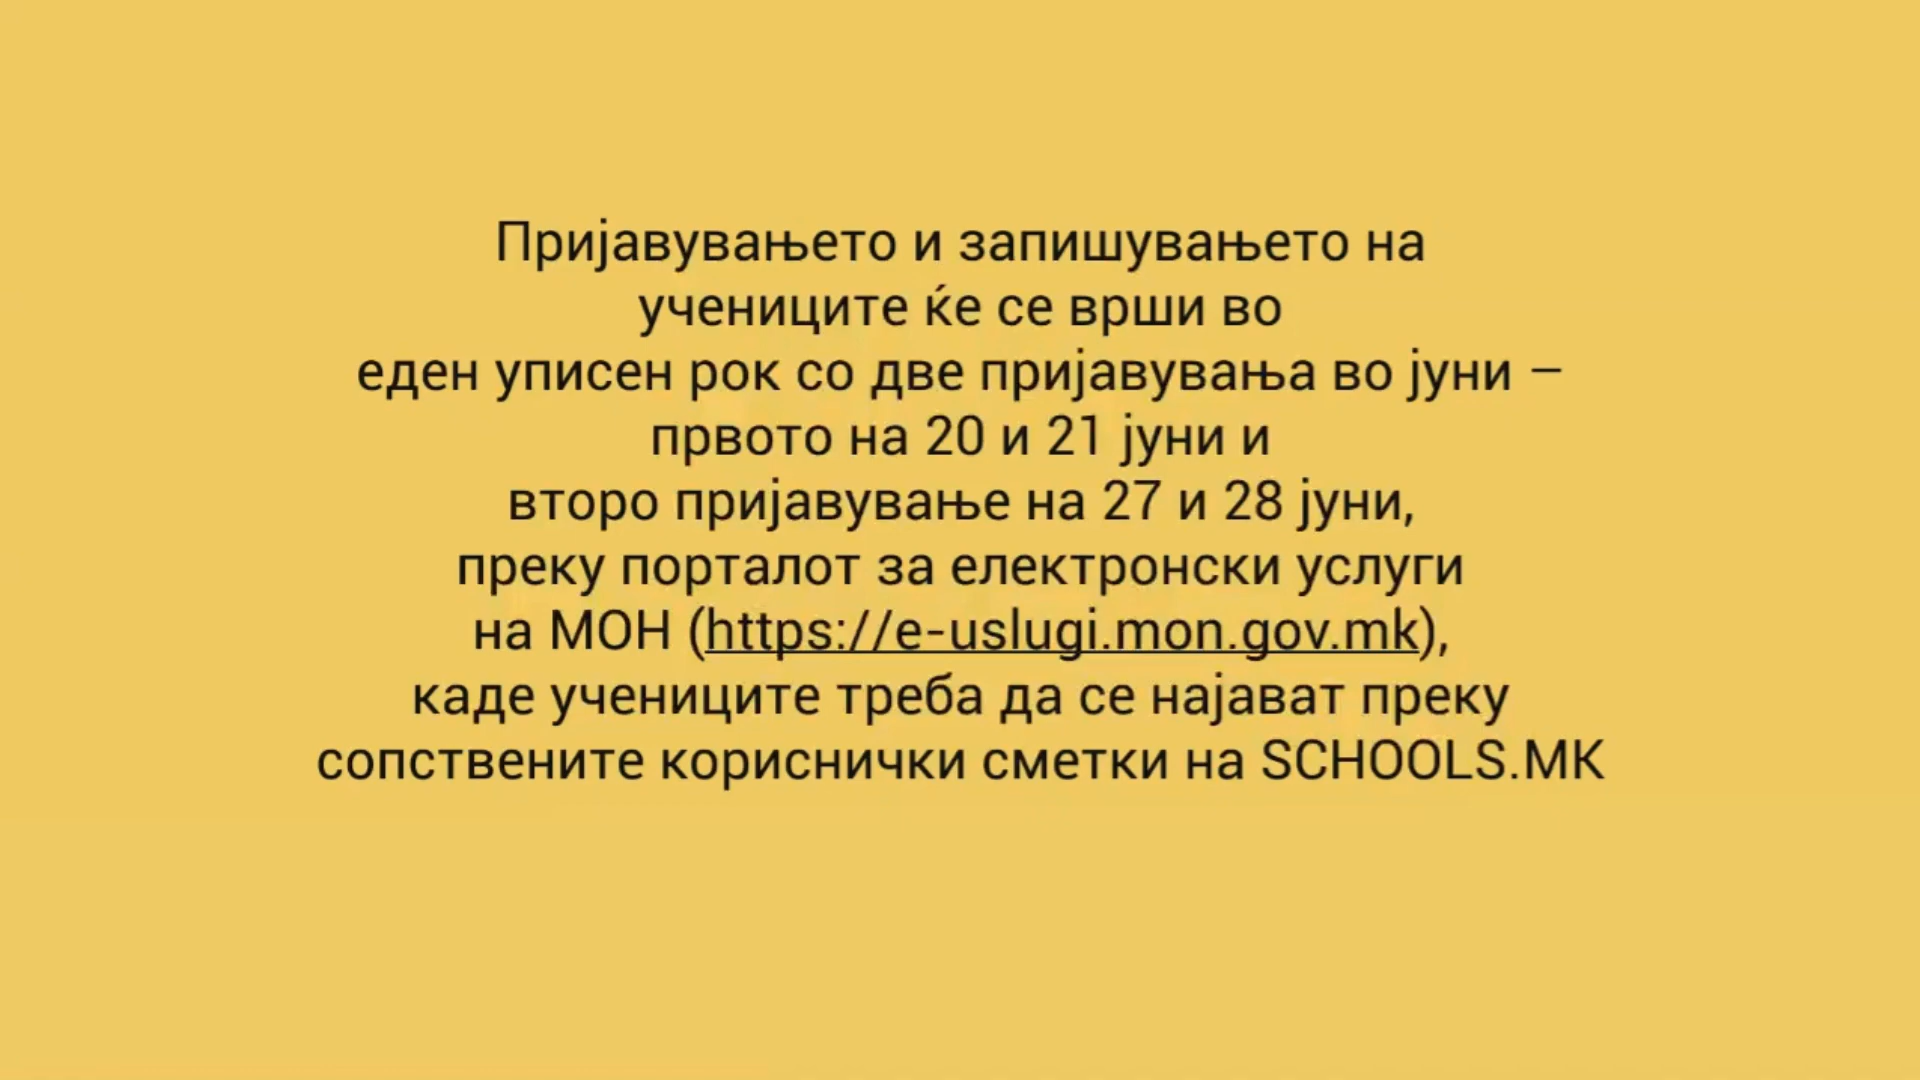 Пријавувањето и запишувањето на
учениците ќе се врши во
еден уписен рок со две пријавувања во јуни –
првото на 20 и 21 јуни и
второ пријавување на 27 и 28 јуни,
преку порталот за електронски услуги
на МОН (https://e-uslugi.mon.gov.mk),
каде учениците треба да се најават преку
сопствените кориснички сметки на SCHOOLS.MK